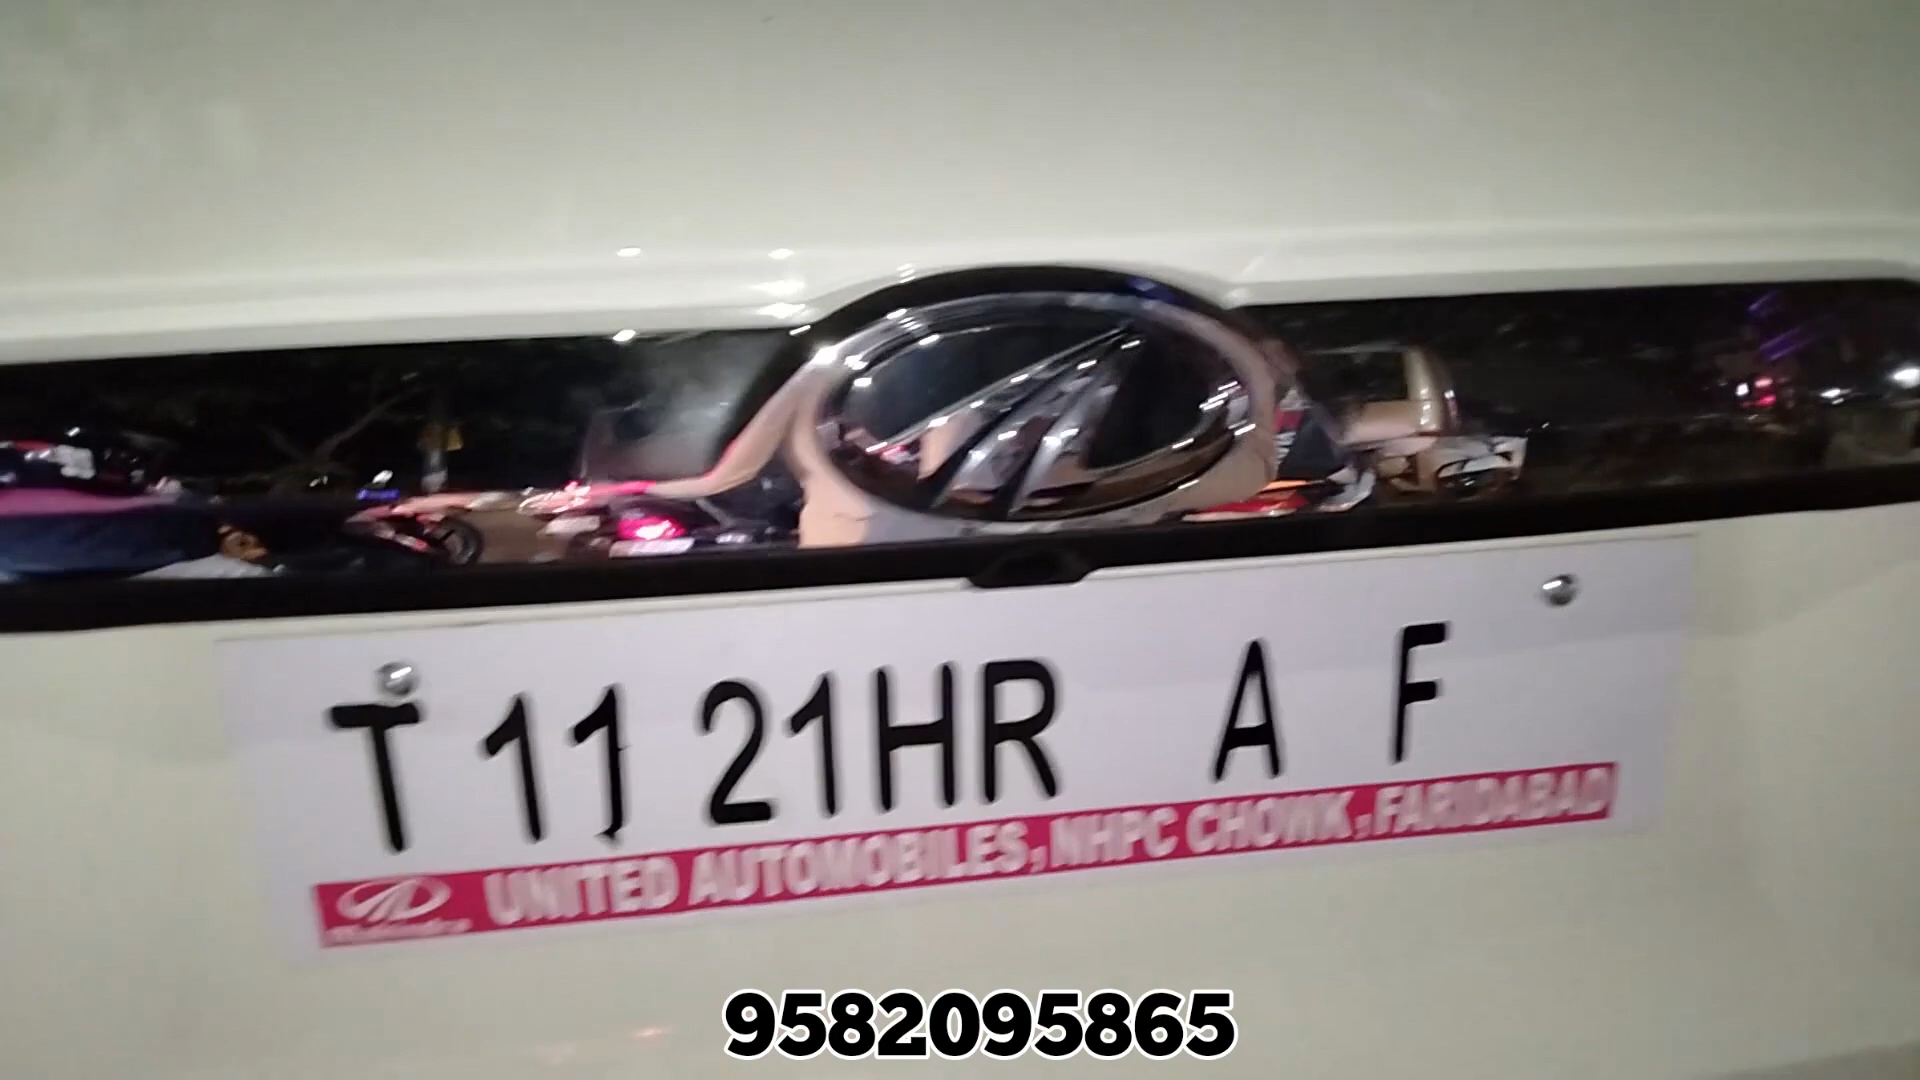 T 11 21HR A F
UNITED AUTOMOBILES, NHPC CHOWK, FARIDABAD
9582095865